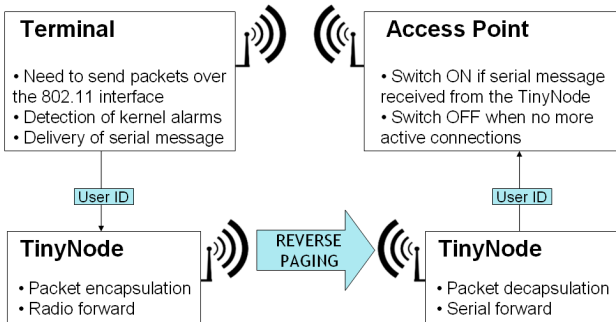 Terminal
• Need to send packets over
the 802.11 interface
• Detection of kernel alarms
• Delivery of serial message
Access Point
• Switch ON if serial message
received from the TinyNode
• Switch OFF when no more
active connections
User ID
User ID
TinyNode
• Packet encapsulation
• Radio forward
REVERSE
PAGING
TinyNode
• Packet decapsulation
• Serial forward